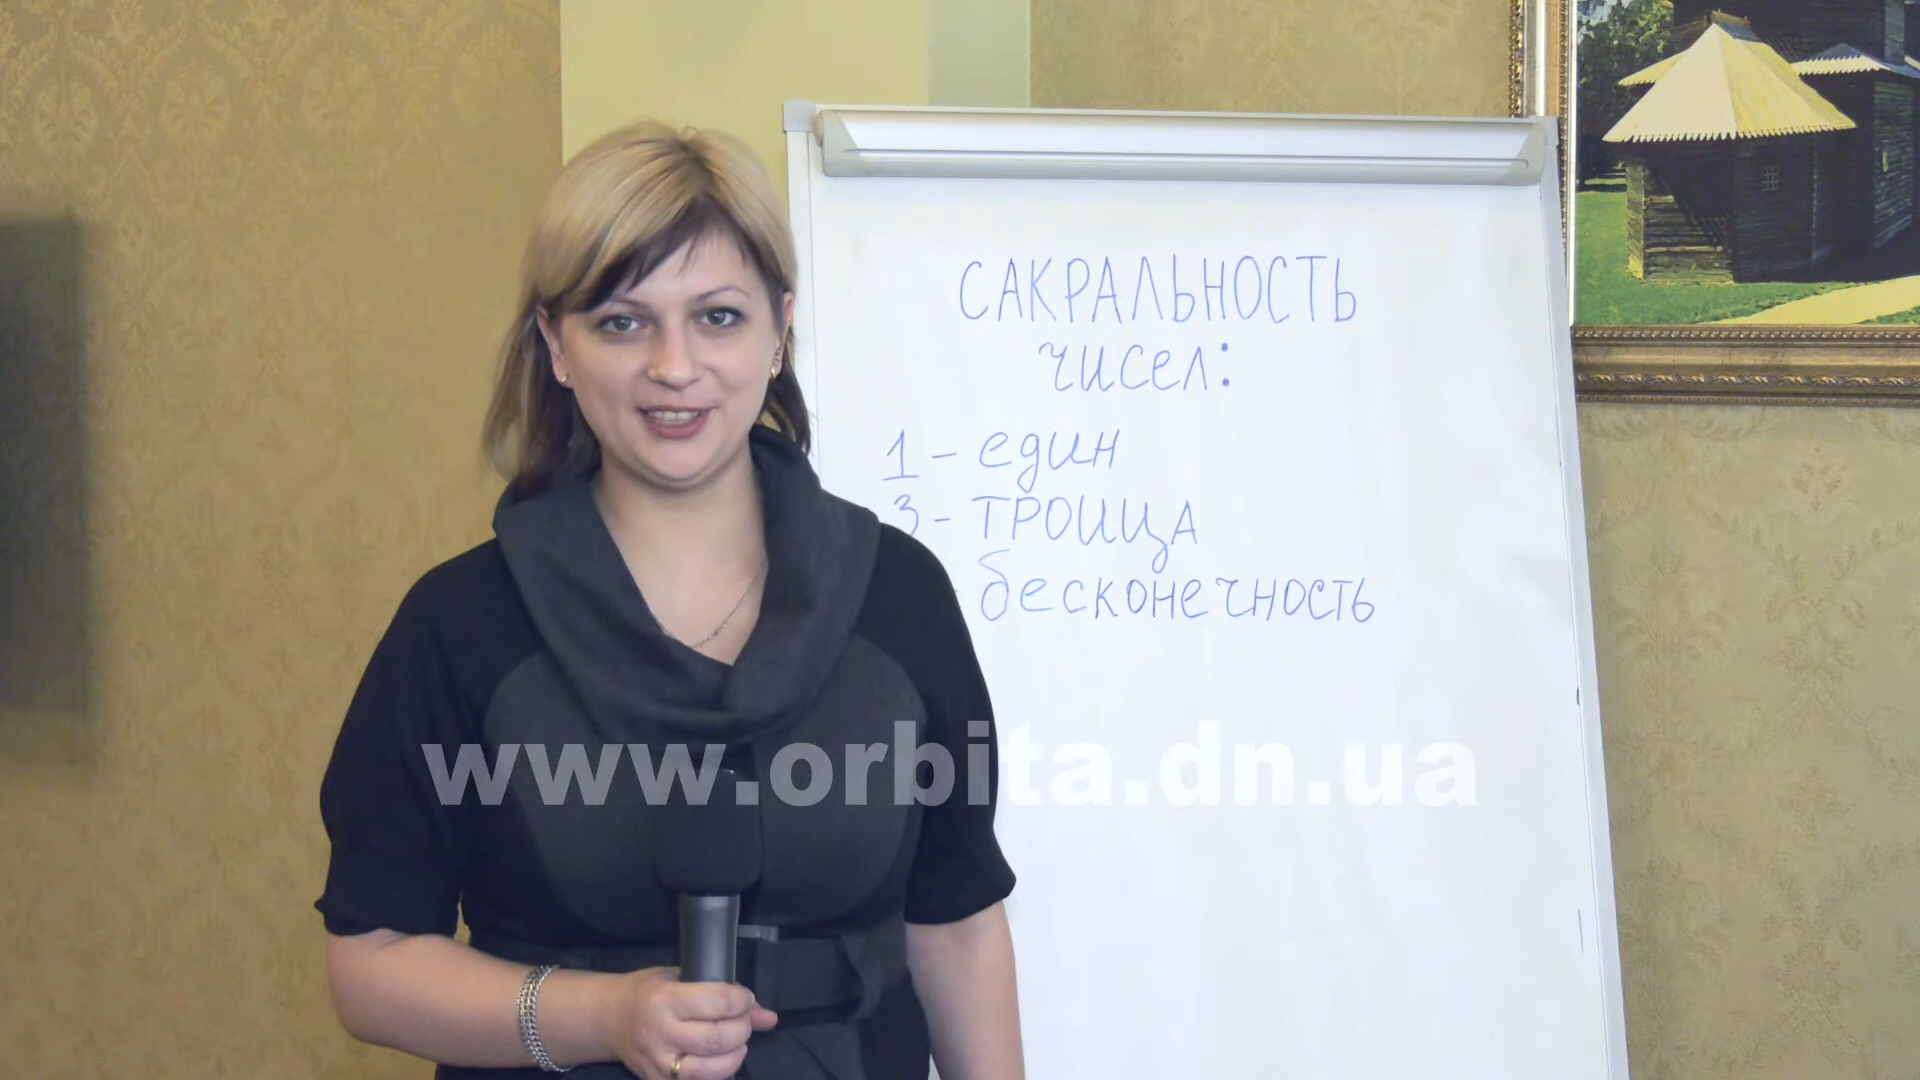 САКРАЛЬНОСТЬ
чисел:
1 - един
3 - ТРОИЦА
- бесконечность
www.orbita.dn.ua